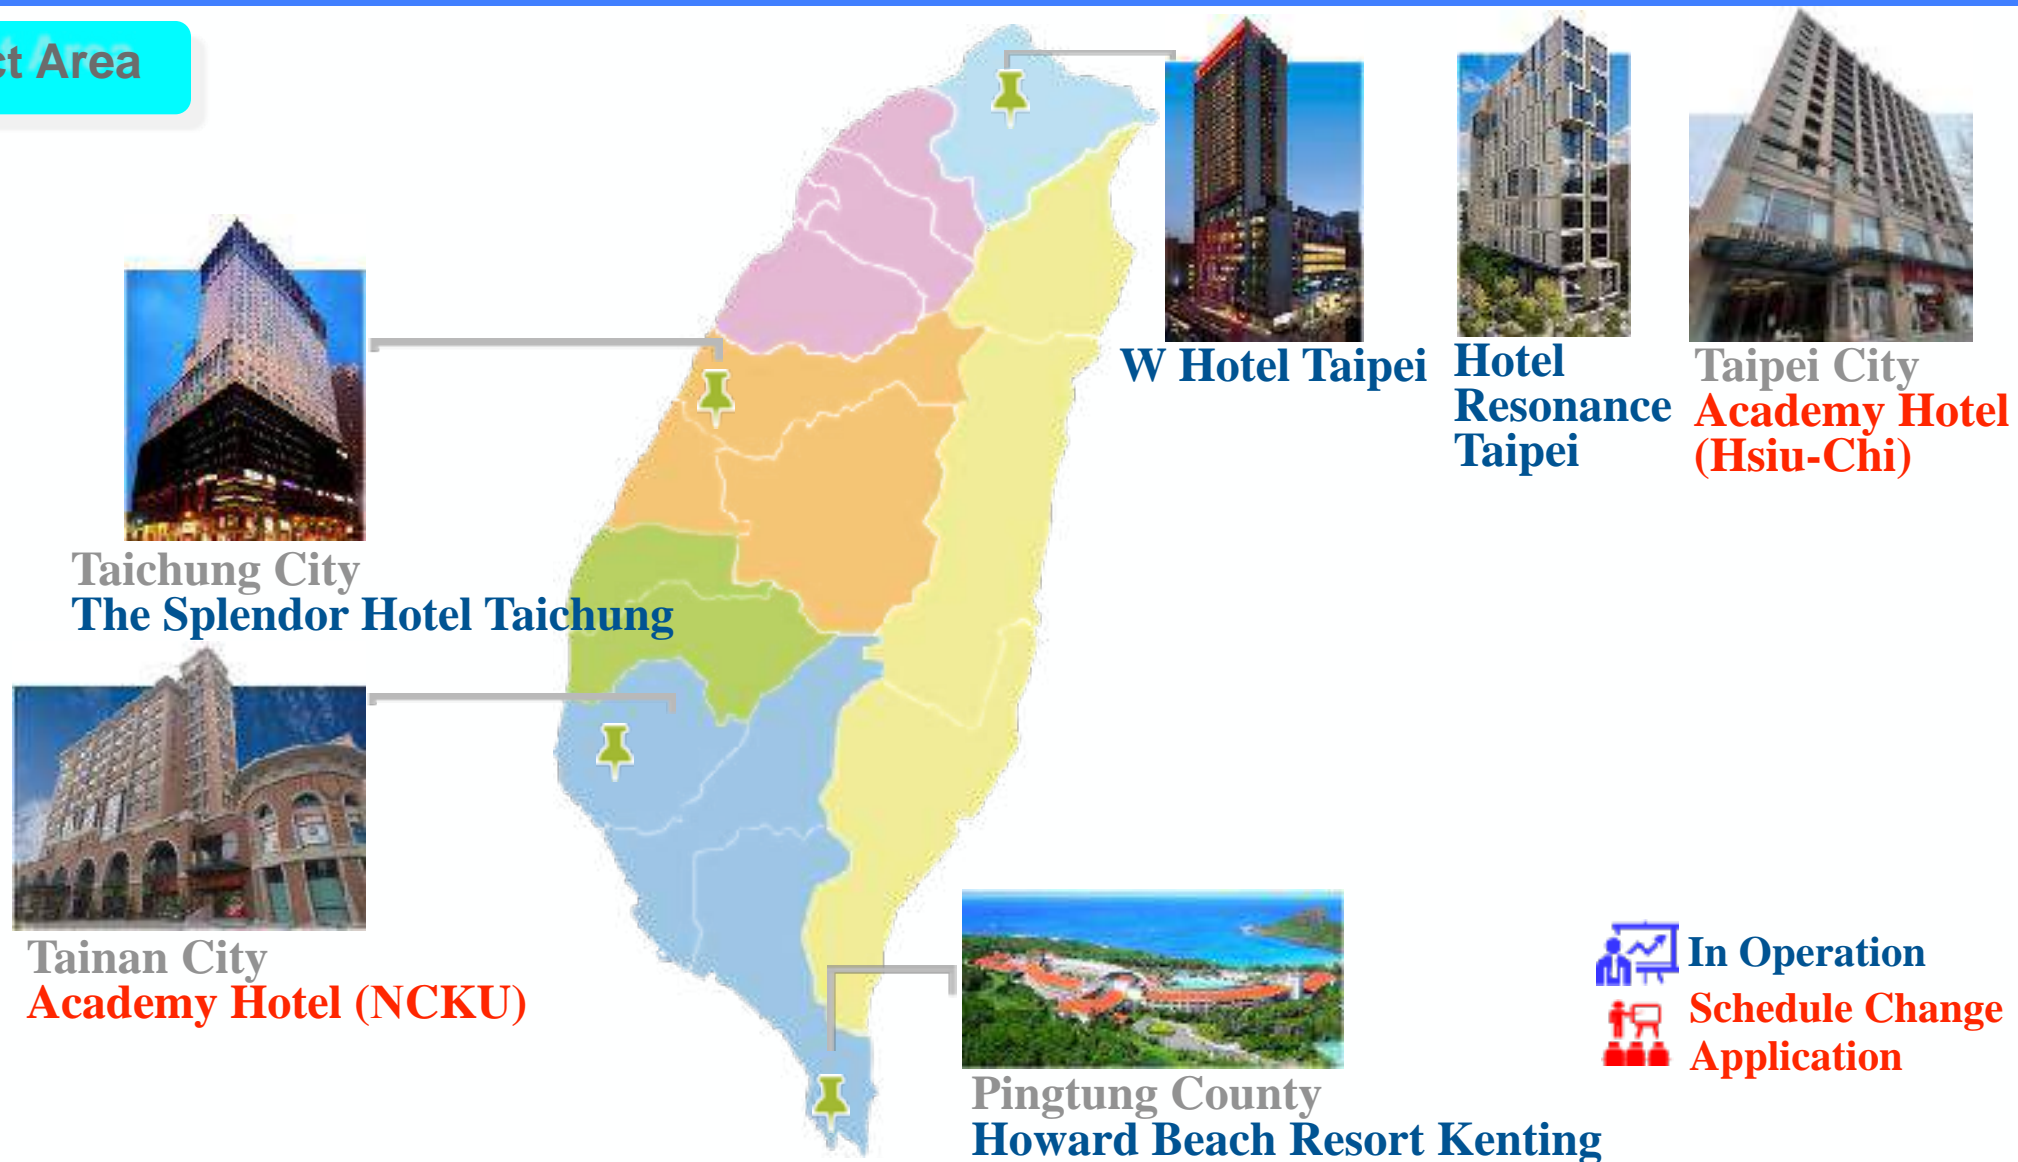 ct Area
W Hotel Taipei
Hotel
Resonance
Taipei
Taipei City
Academy Hotel
(Hsiu-Chi)
Taichung City
The Splendor Hotel Taichung
Tainan City
Academy Hotel (NCKU)
Pingtung County
Howard Beach Resort Kenting
In Operation
Schedule Change
Application